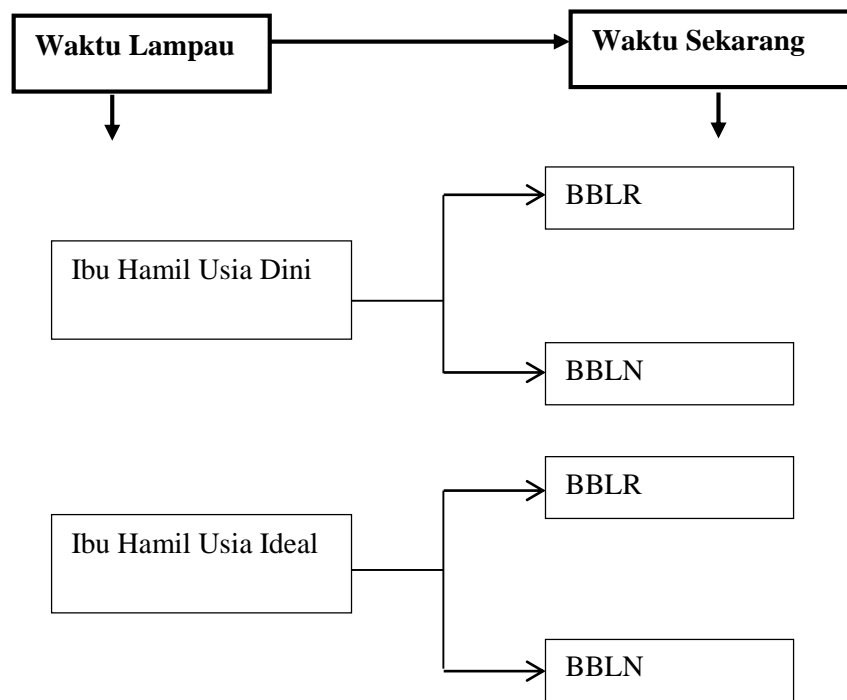 Waktu Lampau
Waktu Sekarang
BBLR
Ibu Hamil Usia Dini
BBLN
BBLR
Ibu Hamil Usia Ideal
BBLN